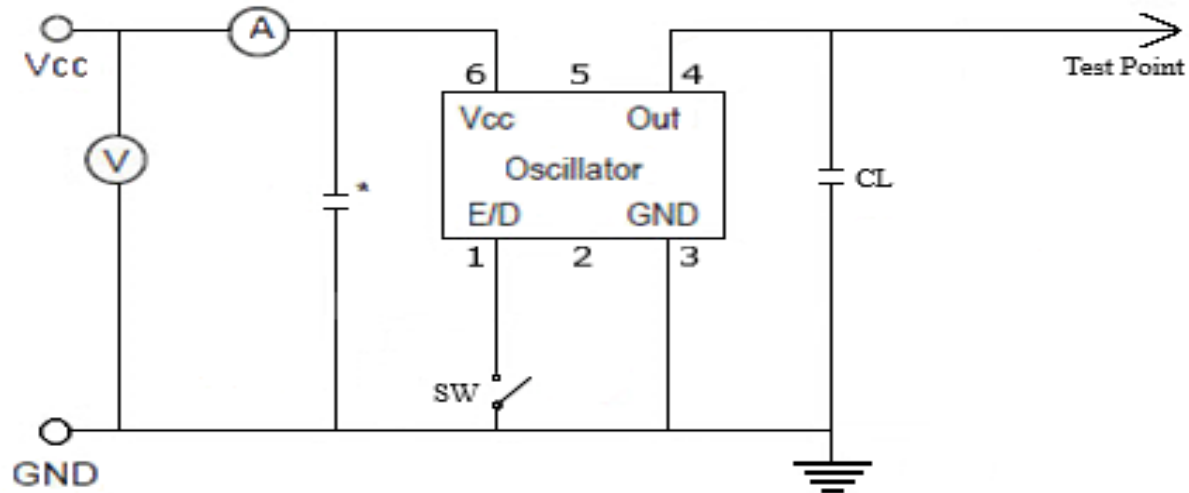 A
Vcc
Test Point
6 5 4
Vcc Out
V
Oscillator
*
CL
E/D GND
1 2 3
SW
GND